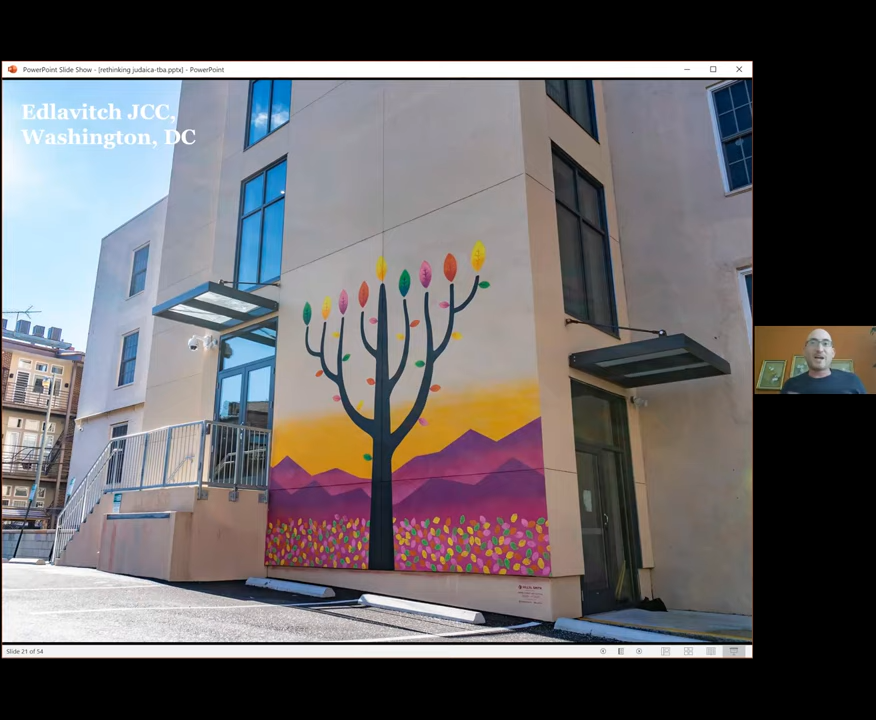 PowerPoint Slide Show - [rethinking judaica-tba.pptx] - PowerPoint
Edlavitch JCC,
Washington, DC
Slide 21 of 54